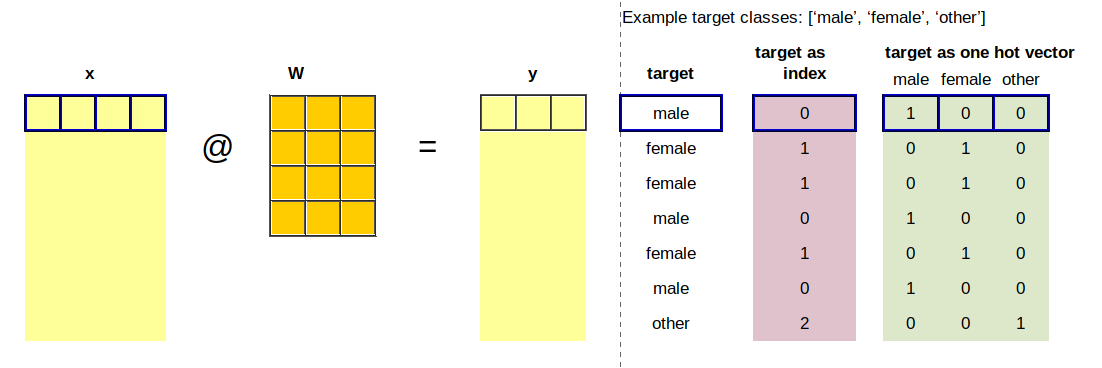 Example target classes: [‘male’, ‘female’, ‘other’]
x
W
y
target
target as
index
target as one hot vector
male female other
@
=
male 0 1 0 0
female 1 0 1 0
female 1 0 1 0
male 0 1 0 0
female 1 0 1 0
male 0 1 0 0
other 2 0 0 1